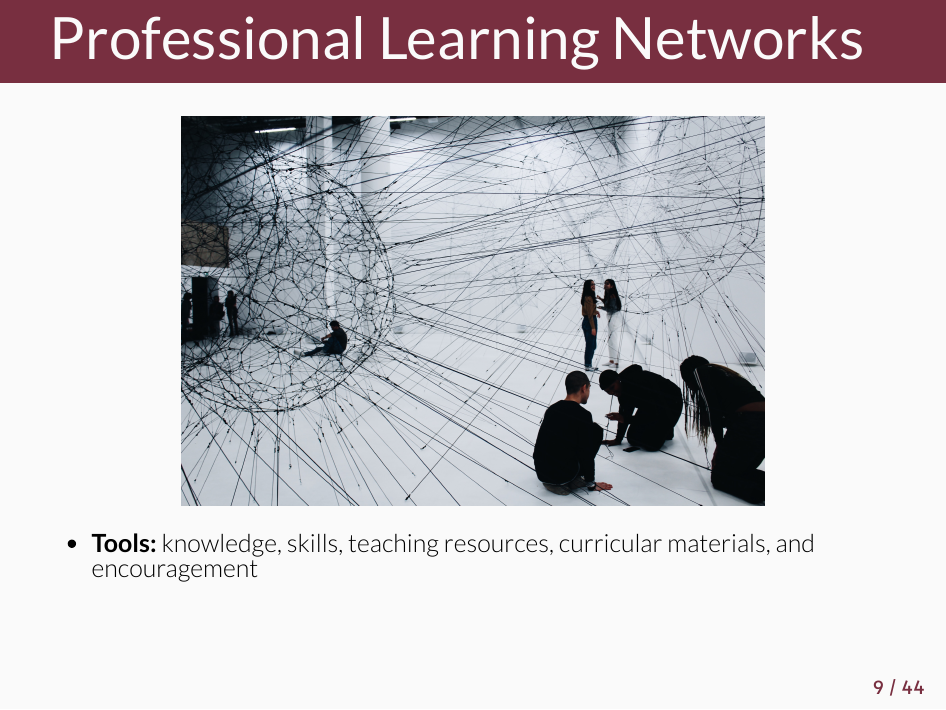 Professional Learning Networks
• Tools: knowledge, skills, teaching resources, curricular materials, and
encouragement
9 / 44